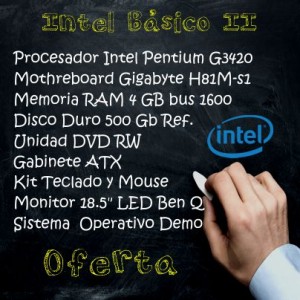 Intel Básico II
Procesador Intel Pentium G3420
Mothreboard Gigabyte H81M-s1
Memoria RAM 4 GB bus 1600
Disco Duro 500 Gb Ref.
Unidad DVD RW
intel
Gabinete ATX
Kit Teclado y Mouse
Monitor 18.5" LED Ben Q
Sistema Operativo Demo
Oferta